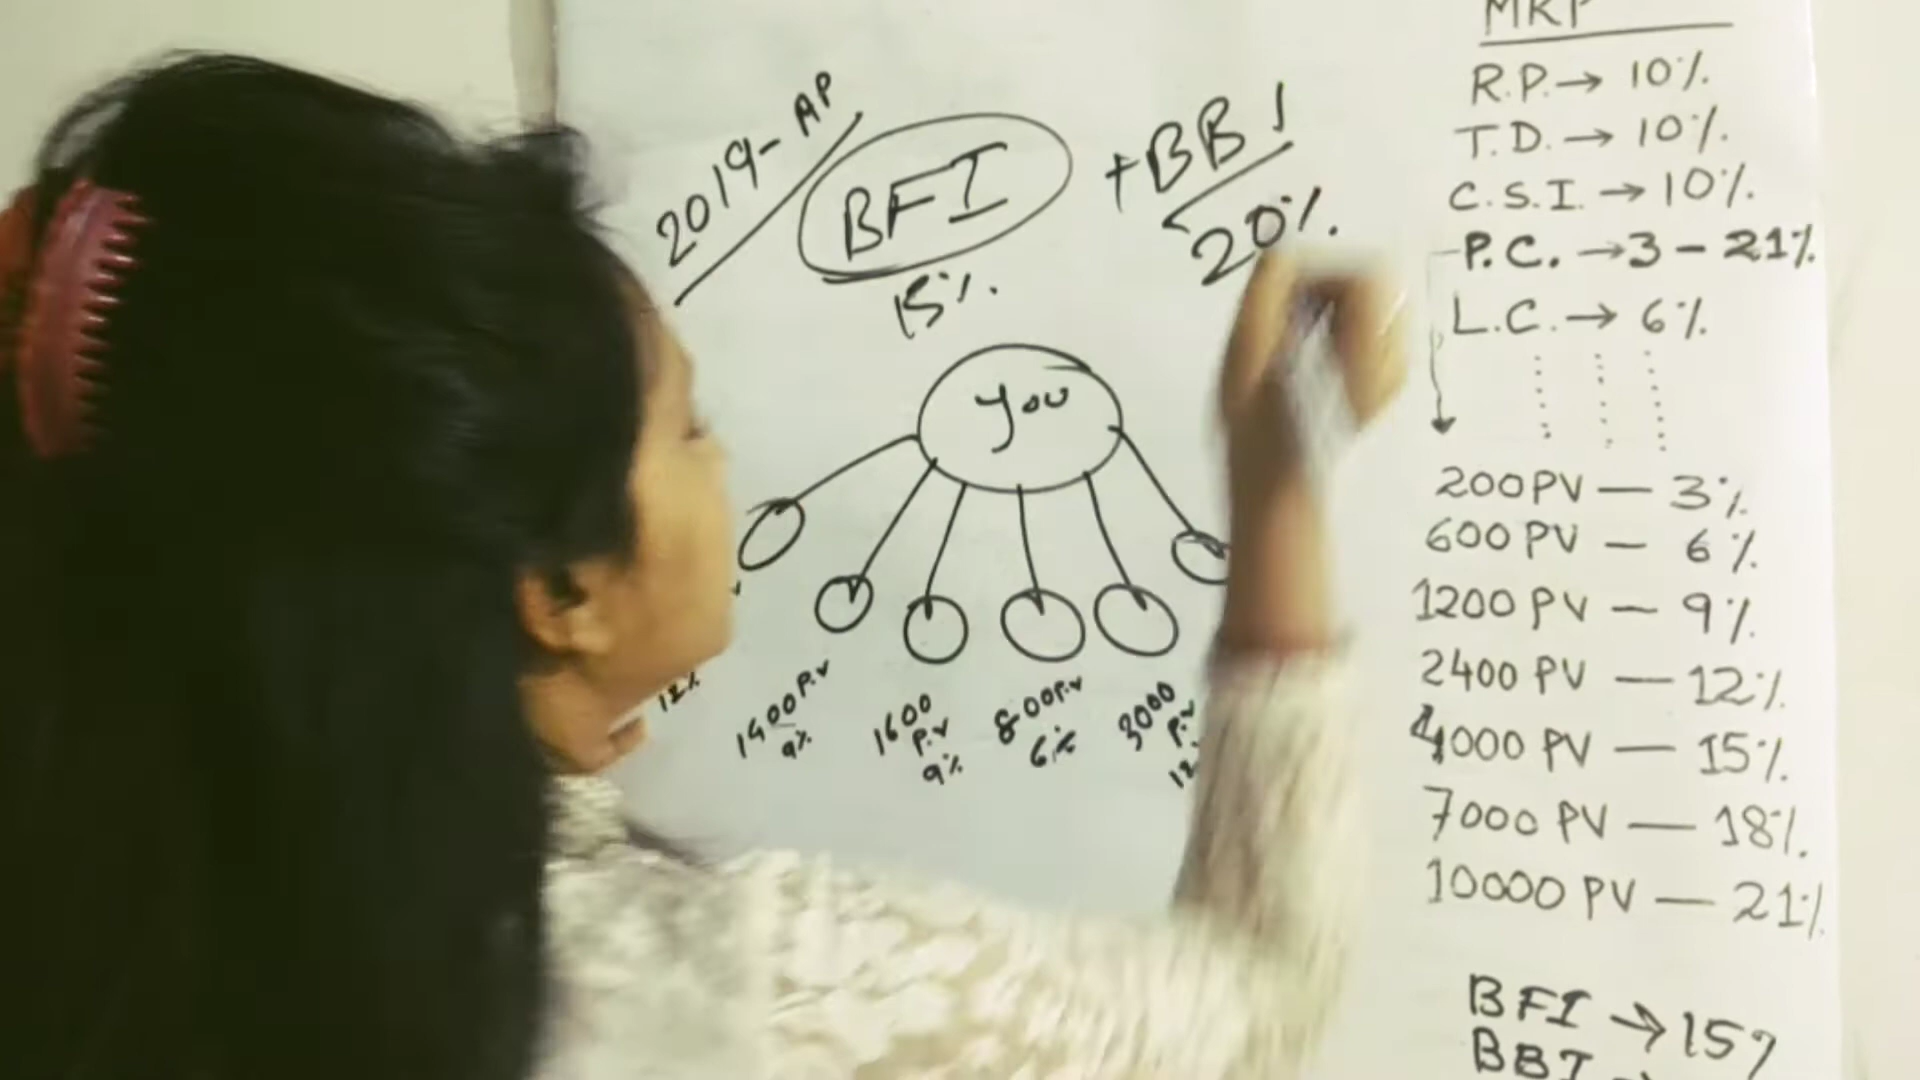 MRP
R.P. → 10%.
T.D. → 10%.
C.S.I. → 10%.
P.C. → 3 - 21%
L.C. → 6%
200 PV — 3%
600 PV — 6%
1200 PV — 9%
2400 PV — 12%
4000 PV — 15%
7000 PV — 18%
10000 PV — 21%
BFI → 15
BBI
2019- AP
BFI
15%.
+BBI
20%.
You
12%
1400 P.V
9%
1600
P.V
9%
800 P.V
6%
3000
P.V